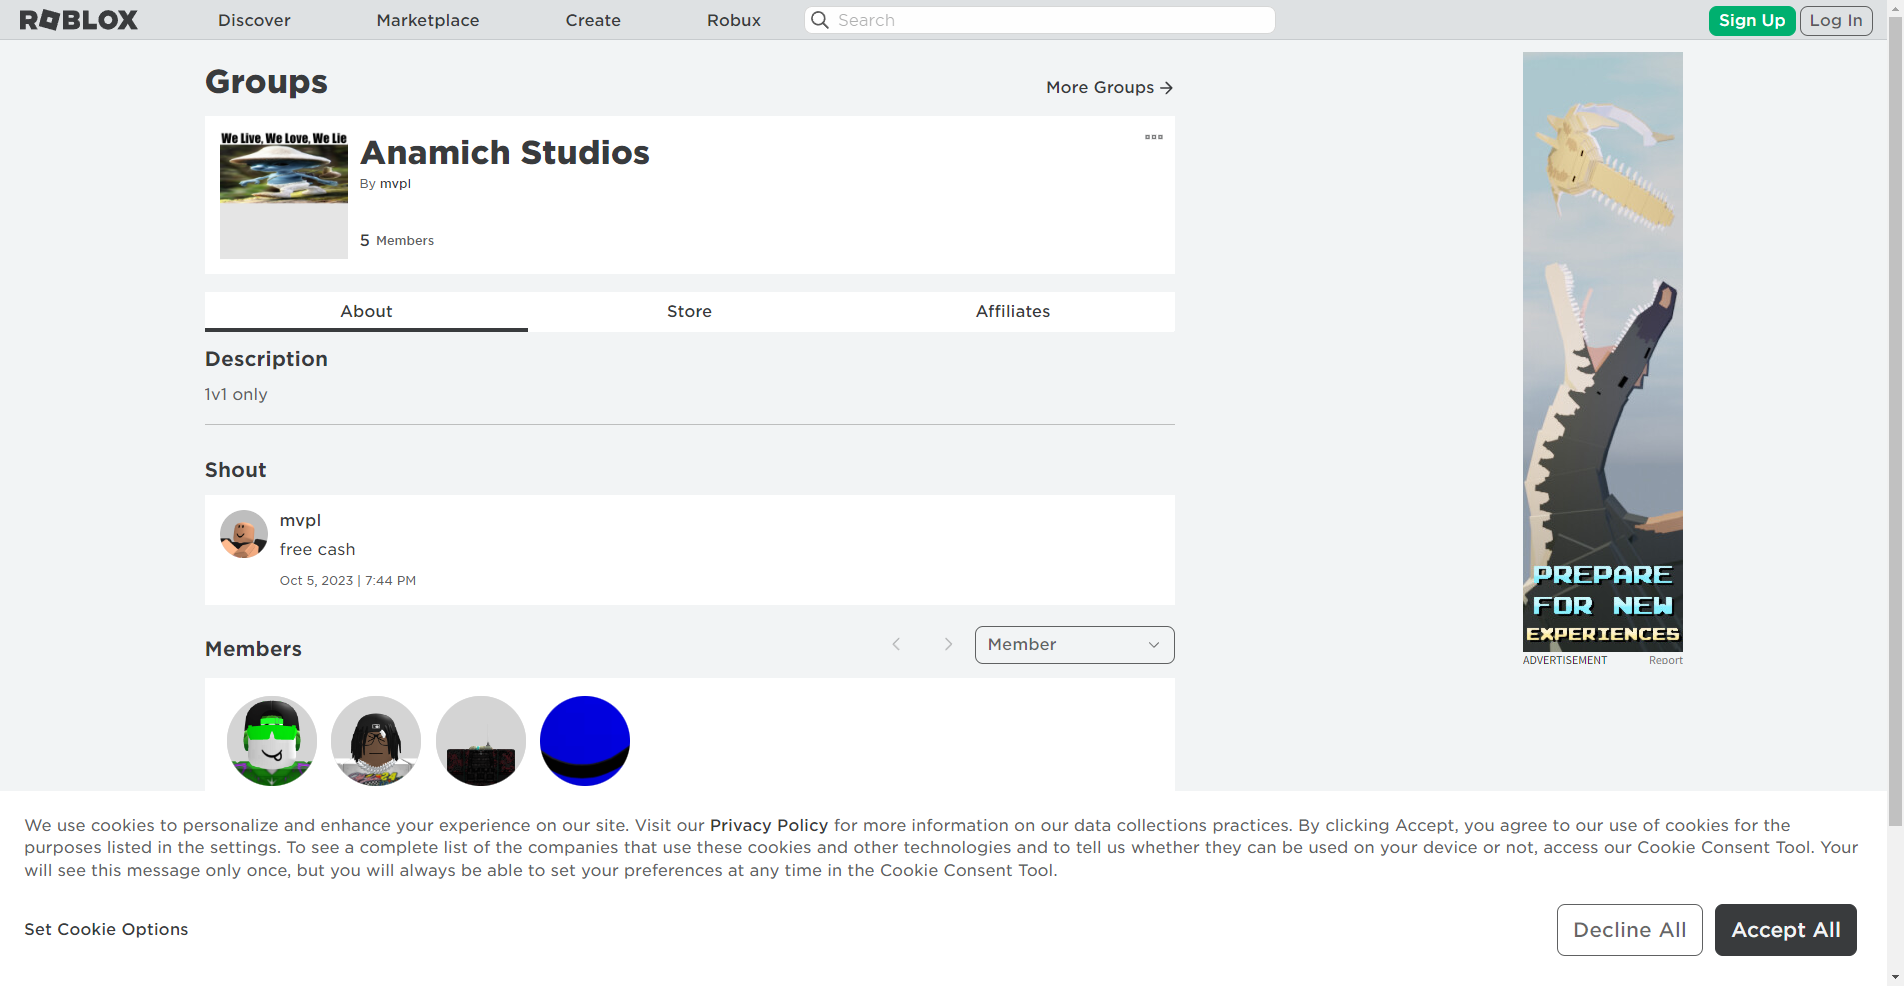 ROBLOX
Discover
Marketplace
Create
Robux
Search
Sign Up
Log In
Groups
More Groups
We Live, We Love, We Lie
Anamich Studios
By mvpl
5 Members
About
Store
Affiliates
Description
1v1 only
Shout
mvpl
free cash
Oct 5, 2023 | 7:44 PM
Members
Member
PREPARE
FOR NEW
EXPERIENCES
ADVERTISEMENT
Report
We use cookies to personalize and enhance your experience on our site. Visit our Privacy Policy for more information on our data collections practices. By clicking Accept, you agree to our use of cookies for the
purposes listed in the settings. To see a complete list of the companies that use these cookies and other technologies and to tell us whether they can be used on your device or not, access our Cookie Consent Tool. Your
will see this message only once, but you will always be able to set your preferences at any time in the Cookie Consent Tool.
Set Cookie Options
Decline All
Accept All